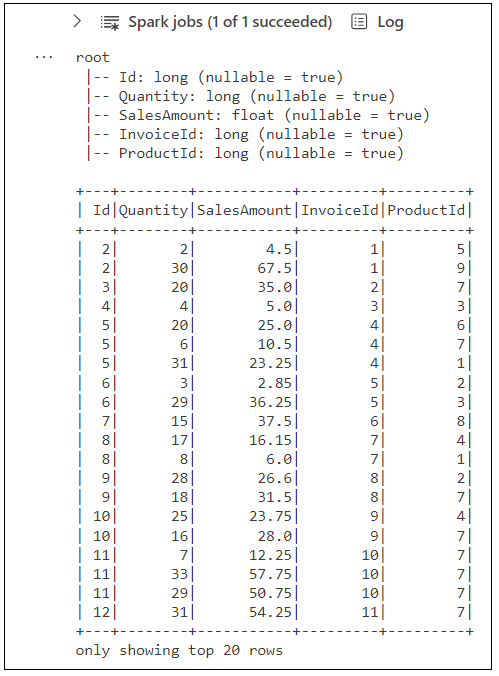 Spark jobs (1 of 1 succeeded) Log
... root
|-- Id: long (nullable = true)
|-- Quantity: long (nullable = true)
|-- SalesAmount: float (nullable = true)
|-- InvoiceId: long (nullable = true)
|-- ProductId: long (nullable = true)
+---+--------+-----------+---------+---------+
| Id|Quantity|SalesAmount|InvoiceId|ProductId|
+---+--------+-----------+---------+---------+
|  2|       2|        4.5|        1|        5|
|  2|      30|       67.5|        1|        9|
|  3|      20|       35.0|        2|        7|
|  4|       4|        5.0|        3|        3|
|  5|      20|       25.0|        4|        6|
|  5|       6|       10.5|        4|        7|
|  5|      31|      23.25|        4|        1|
|  6|       3|       2.85|        5|        2|
|  6|      29|      36.25|        5|        3|
|  7|      15|       37.5|        6|        8|
|  8|      17|      16.15|        7|        4|
|  8|       8|        6.0|        7|        1|
|  9|      28|       26.6|        8|        2|
|  9|      18|       31.5|        8|        7|
| 10|      25|      23.75|        9|        4|
| 10|      16|       28.0|        9|        7|
| 11|       7|      12.25|       10|        7|
| 11|      33|      57.75|       10|        7|
| 11|      29|      50.75|       10|        7|
| 12|      31|      54.25|       11|        7|
+---+--------+-----------+---------+---------+
only showing top 20 rows